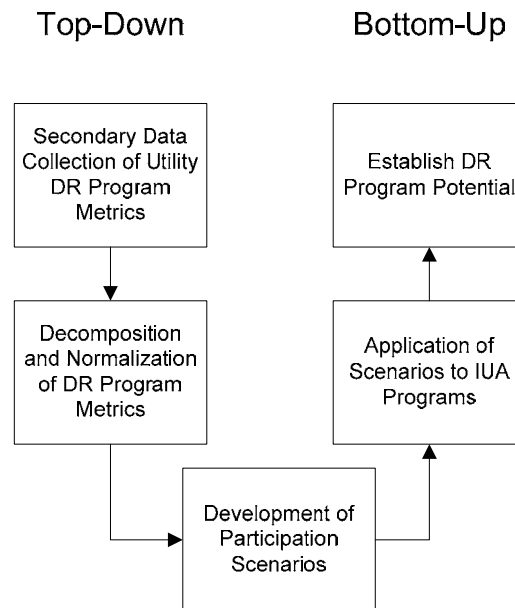 Top-Down
Bottom-Up
Secondary Data
Collection of Utility
DR Program
Metrics
Establish DR
Program Potential
Decomposition
and Normalization
of DR Program
Metrics
Application of
Scenarios to IUA
Programs
Development of
Participation
Scenarios